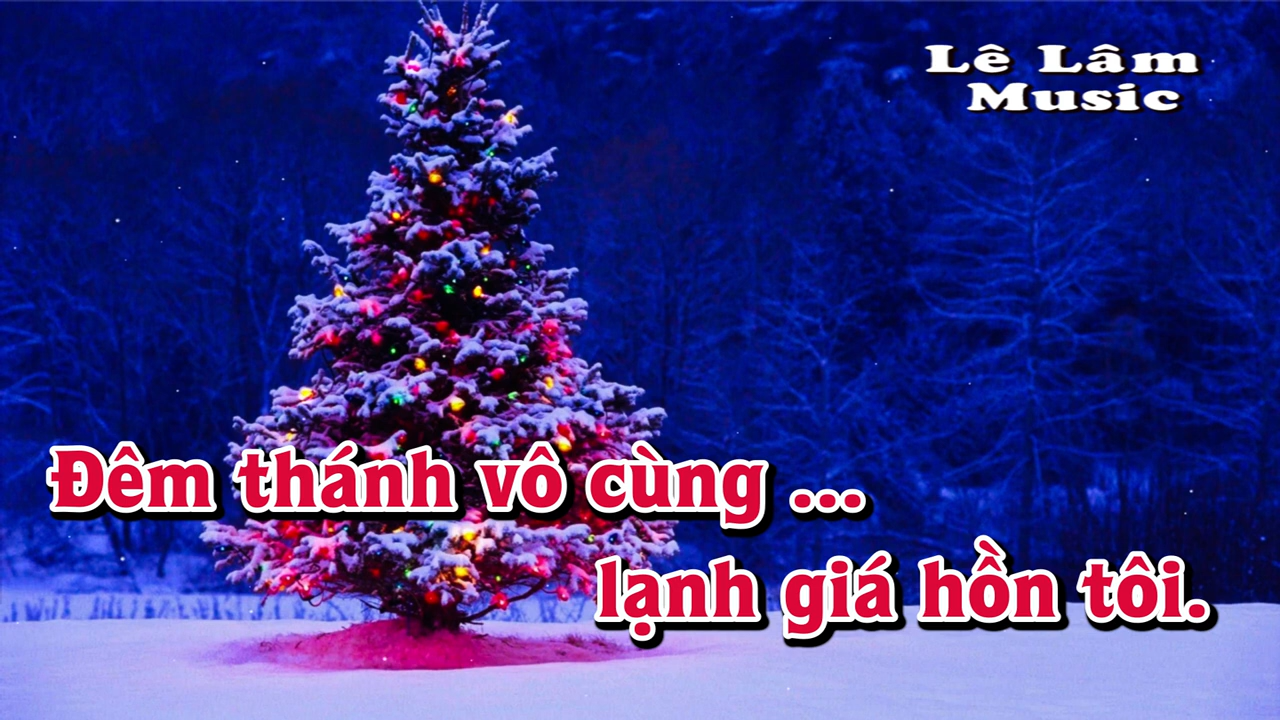 Lê Lâm
Music
Đêm thánh vô cùng ...
lạnh giá hồn tôi.